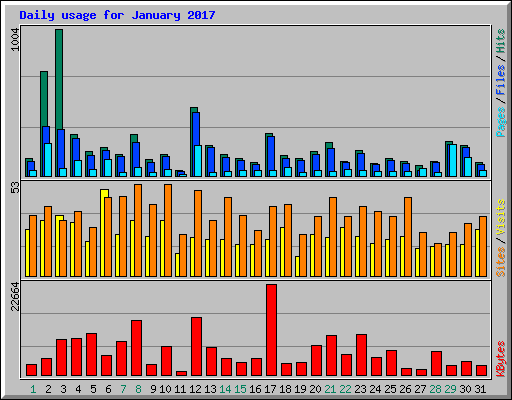 Daily usage for January 2017
1004
Pages / Files / Hits
53
Sites / Visits
22664
KBytes
1 2 3 4 5 6 7 8 9 10 11 12 13 14 15 16 17 18 19 20 21 22 23 24 25 26 27 28 29 30 31